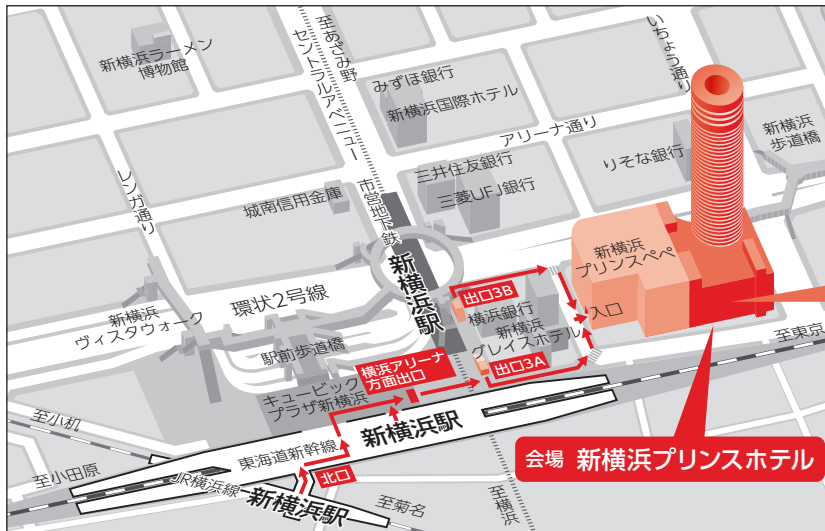 新横浜ラーメン
博物館
至あざみ野
セントラルアベニュー
みずほ銀行
新横浜国際ホテル
いちょう通り
アリーナ通り
りそな銀行
新横浜
歩道橋
レンガ通り
城南信用金庫
市営地下鉄
三井住友銀行
三菱UFJ銀行
新横浜
プリンスペペ
新横浜駅
環状2号線
新横浜
ヴィスタウォーク
駅前歩道橋
出口3B
横浜銀行
新横浜
グレイスホテル
入口
出口3A
至東京
横浜アリーナ
方面出口
キュービック
プラザ新横浜
新横浜駅
東海道新幹線
至小机
至小田原
JR横浜線
北口
新横浜駅
至菊名
至横浜
会場 新横浜プリンスホテル